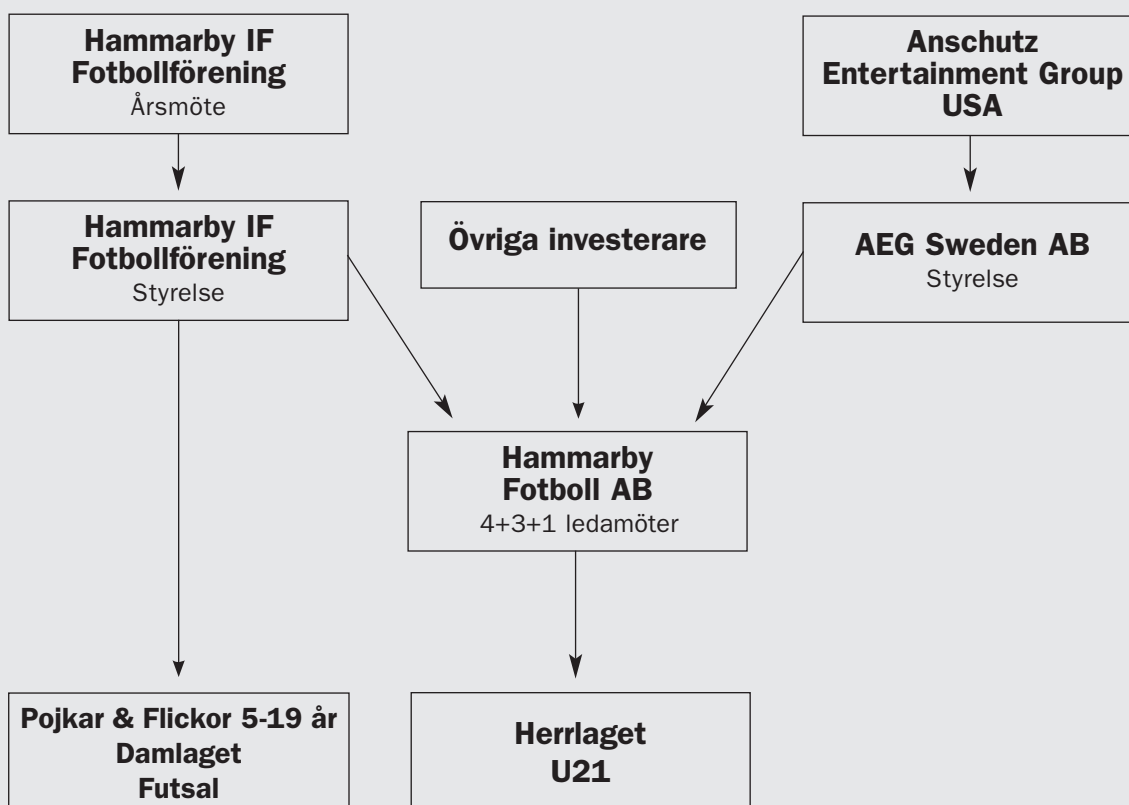 Hammarby IF
Fotbollförening
Årsmöte
Anschutz
Entertainment Group
USA
Hammarby IF
Fotbollförening
Styrelse
Övriga investerare
AEG Sweden AB
Styrelse
Hammarby
Fotboll AB
4+3+1 ledamöter
Pojkar & Flickor 5-19 år
Damlaget
Futsal
Herrlaget
U21